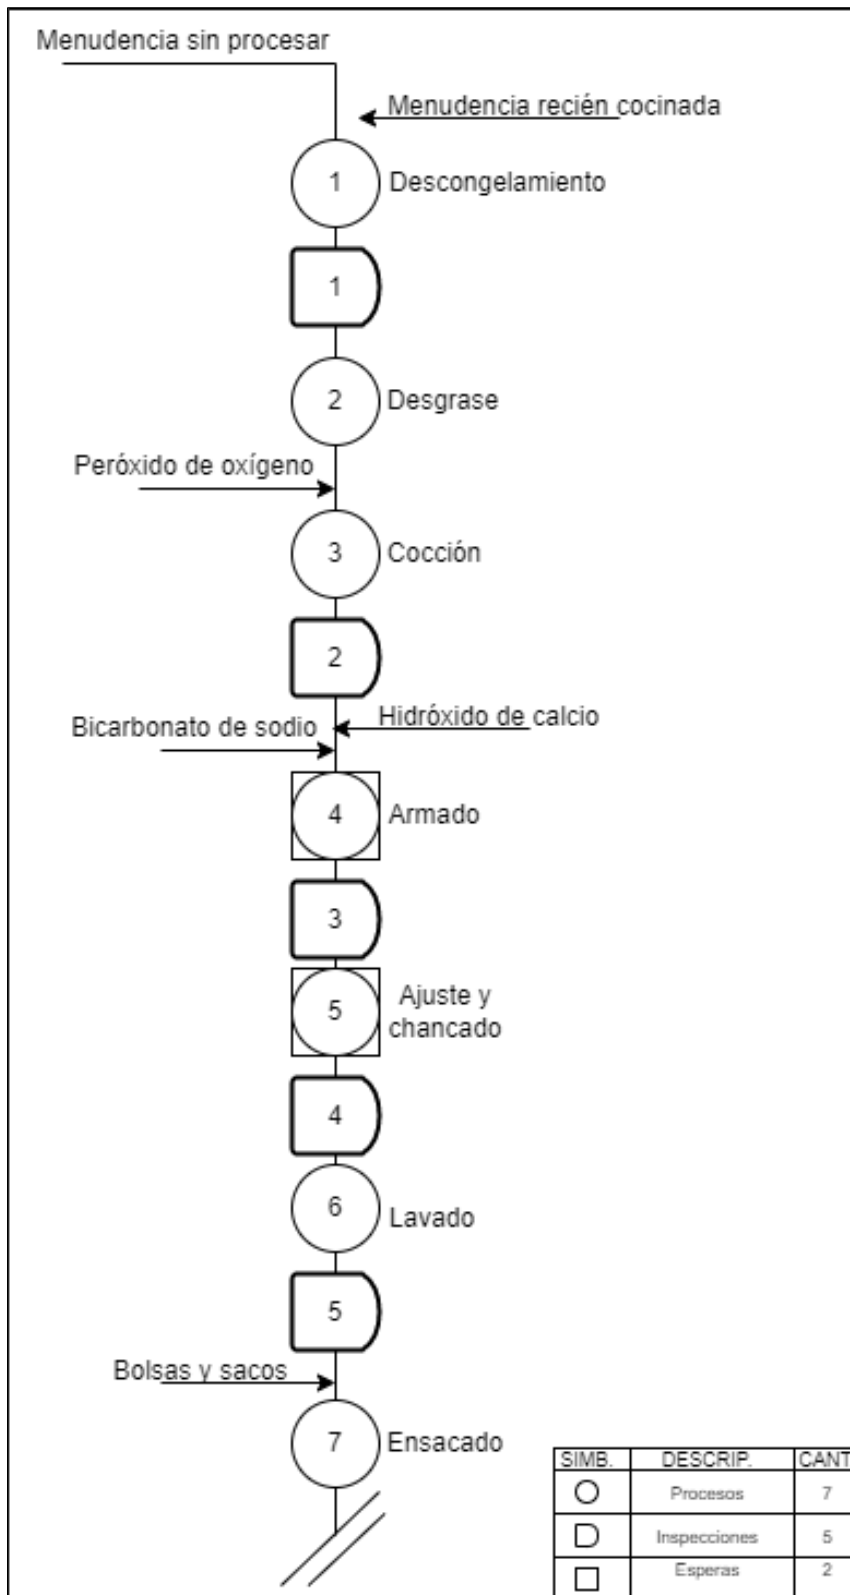 Menudencia sin procesar
Menudencia recién cocinada
1
Descongelamiento
1
2
Desgrase
Peróxido de oxígeno
3
Cocción
2
Hidróxido de calcio
Bicarbonato de sodio
4
Armado
3
5
Ajuste y
chancado
4
6
Lavado
5
Bolsas y sacos
7
Ensacado
SIMB. DESCRIP. CANT
Procesos 7
Inspecciones 5
Esperas 2